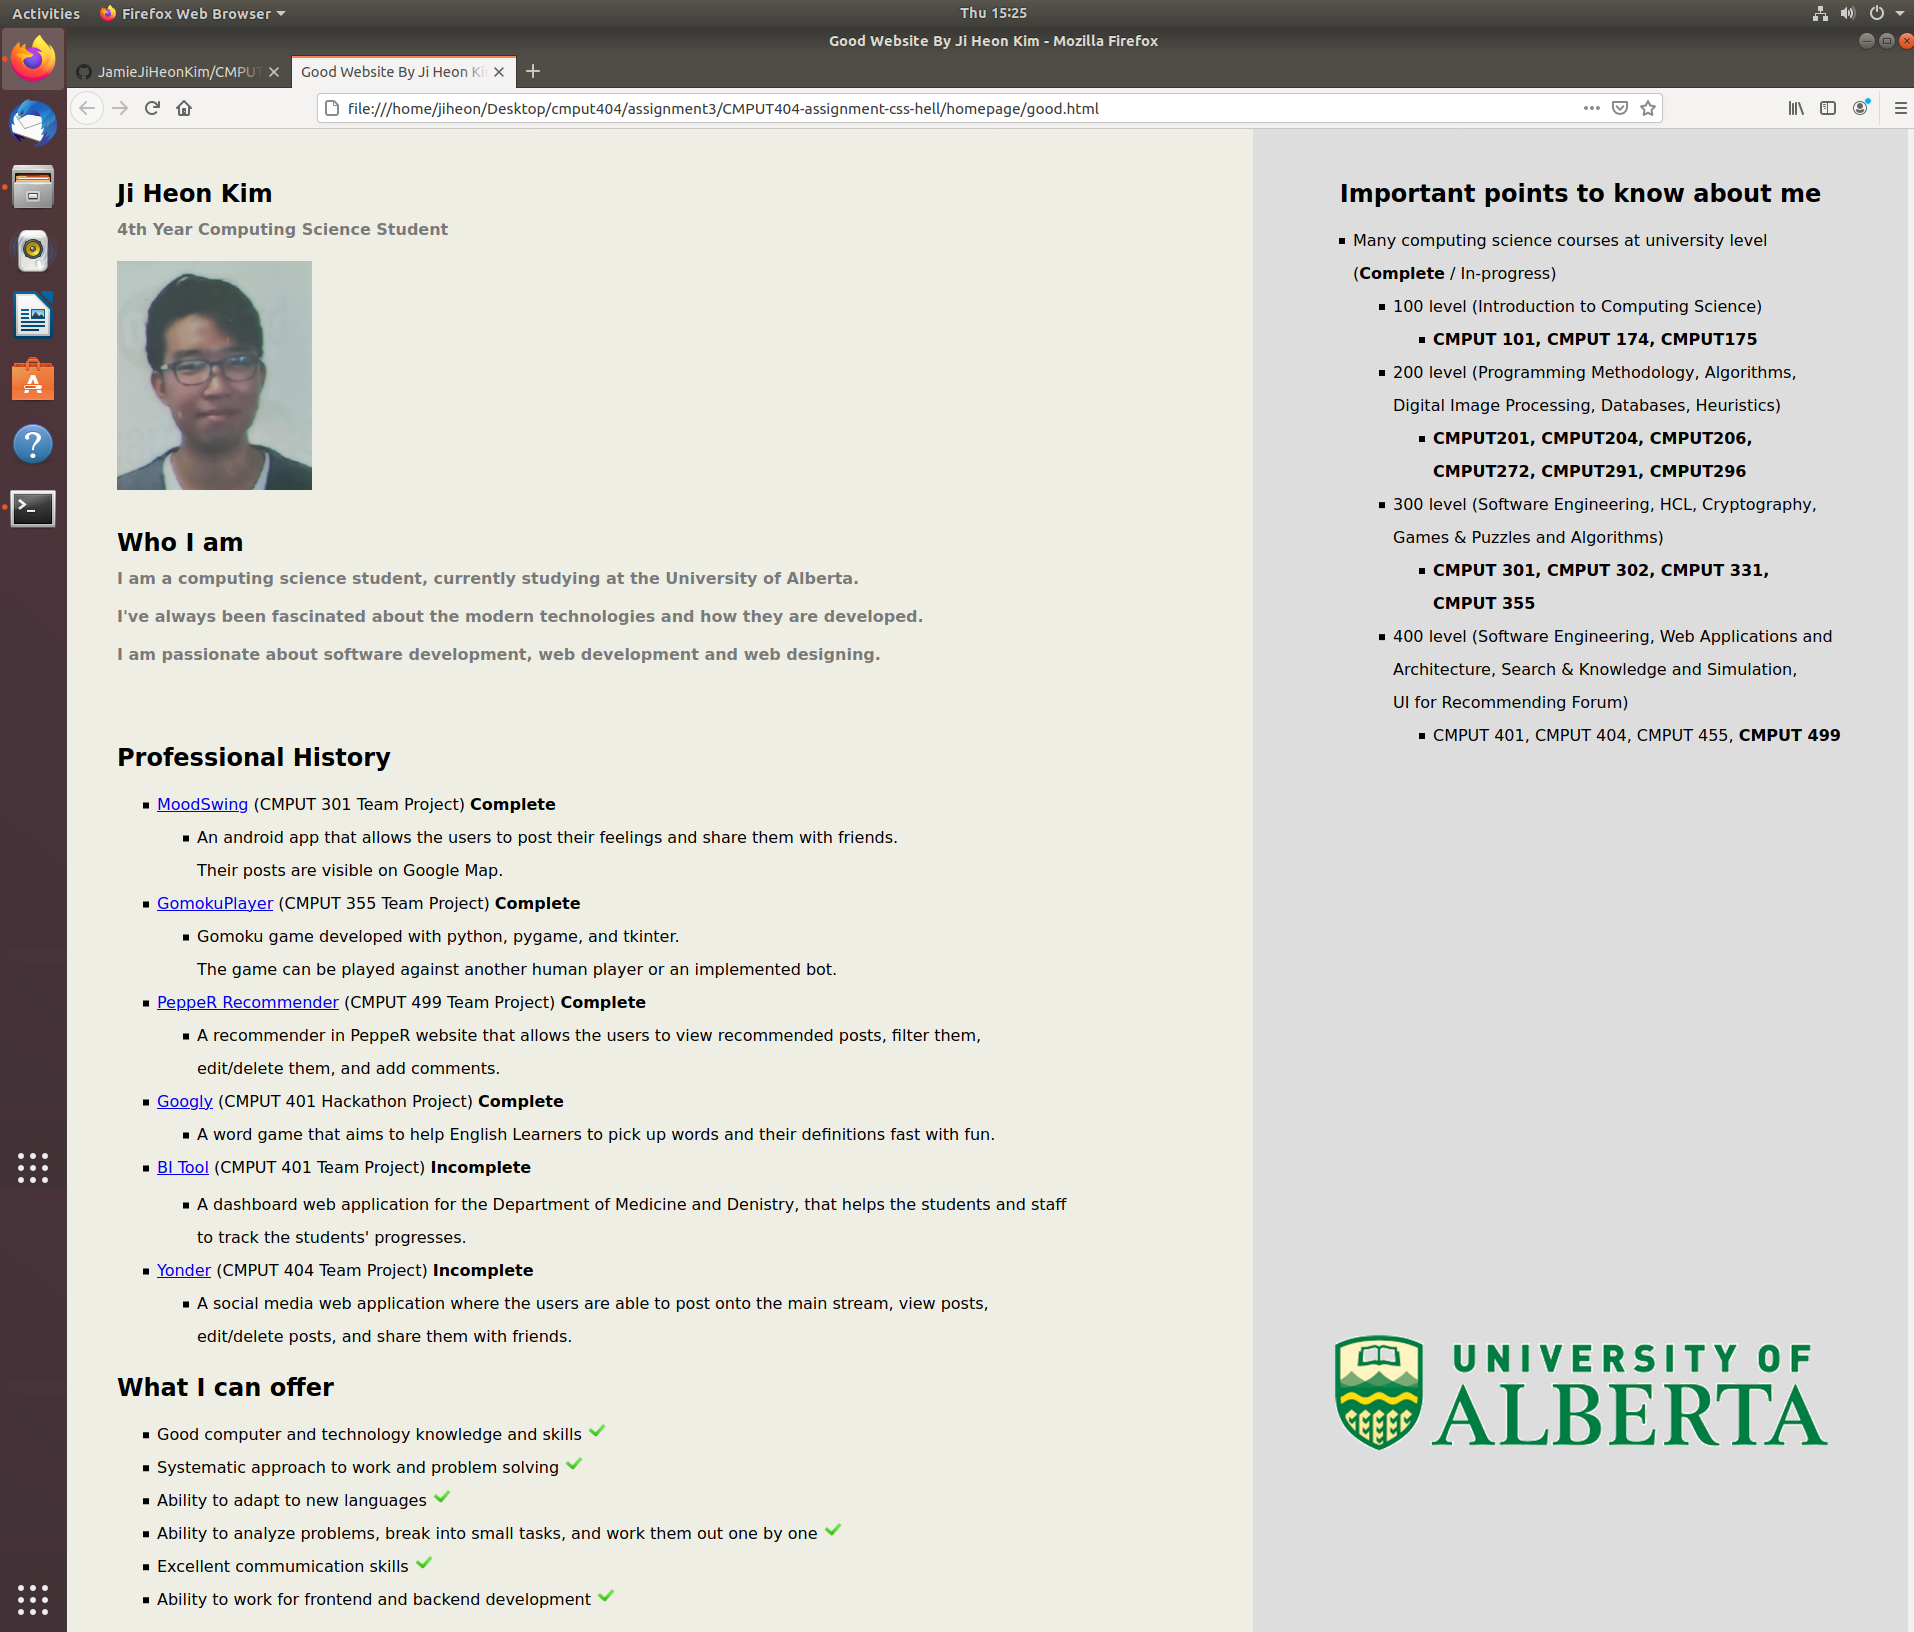 Activities
Firefox Web Browser
Thu 15:25
Good Website By Ji Heon Kim - Mozilla Firefox
JamieJiHeonKim/CMPUT
Good Website By Ji Heon Ki
file:///home/jiheon/Desktop/cmput404/assignment3/CMPUT404-assignment-css-hell/homepage/good.html
Ji Heon Kim
4th Year Computing Science Student
Who I am
I am a computing science student, currently studying at the University of Alberta.
I've always been fascinated about the modern technologies and how they are developed.
I am passionate about software development, web development and web designing.
Professional History
MoodSwing (CMPUT 301 Team Project) Complete
An android app that allows the users to post their feelings and share them with friends.
Their posts are visible on Google Map.
GomokuPlayer (CMPUT 355 Team Project) Complete
Gomoku game developed with python, pygame, and tkinter.
The game can be played against another human player or an implemented bot.
PeppeR Recommender (CMPUT 499 Team Project) Complete
A recommender in PeppeR website that allows the users to view recommended posts, filter them,
edit/delete them, and add comments.
Googly (CMPUT 401 Hackathon Project) Complete
A word game that aims to help English Learners to pick up words and their definitions fast with fun.
BI Tool (CMPUT 401 Team Project) Incomplete
A dashboard web application for the Department of Medicine and Denistry, that helps the students and staff
to track the students' progresses.
Yonder (CMPUT 404 Team Project) Incomplete
A social media web application where the users are able to post onto the main stream, view posts,
edit/delete posts, and share them with friends.
What I can offer
Good computer and technology knowledge and skills
Systematic approach to work and problem solving
Ability to adapt to new languages
Ability to analyze problems, break into small tasks, and work them out one by one
Excellent commumication skills
Ability to work for frontend and backend development
Important points to know about me
Many computing science courses at university level
(Complete / In-progress)
100 level (Introduction to Computing Science)
CMPUT 101, CMPUT 174, CMPUT175
200 level (Programming Methodology, Algorithms,
Digital Image Processing, Databases, Heuristics)
CMPUT201, CMPUT204, CMPUT206,
CMPUT272, CMPUT291, CMPUT296
300 level (Software Engineering, HCL, Cryptography,
Games & Puzzles and Algorithms)
CMPUT 301, CMPUT 302, CMPUT 331,
CMPUT 355
400 level (Software Engineering, Web Applications and
Architecture, Search & Knowledge and Simulation,
UI for Recommending Forum)
CMPUT 401, CMPUT 404, CMPUT 455, CMPUT 499
UNIVERSITY OF
ALBERTA